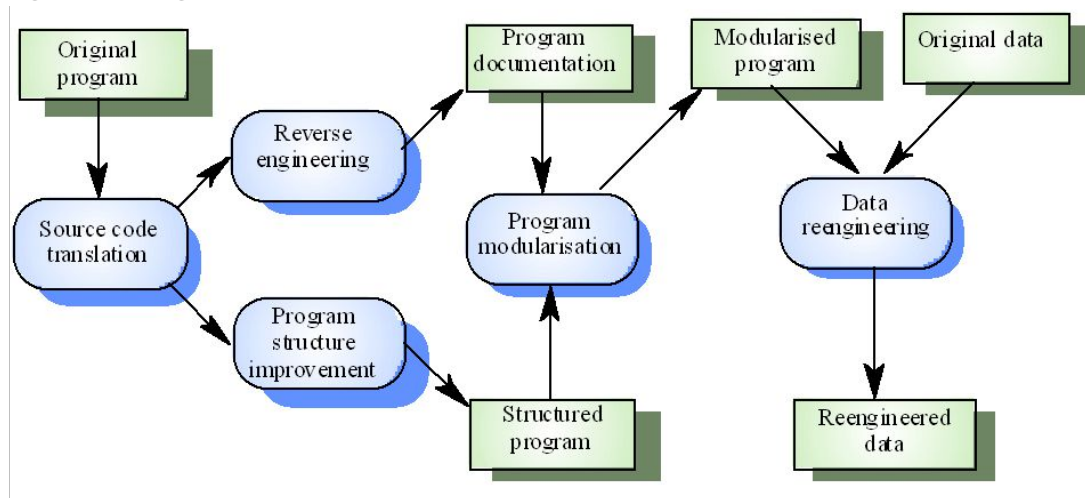 Original
program
Program
documentation
Modularised
program
Original data
Reverse
engineering
Source code
translation
Program
modularisation
Data
reengineering
Program
structure
improvement
Structured
program
Reengineered
data